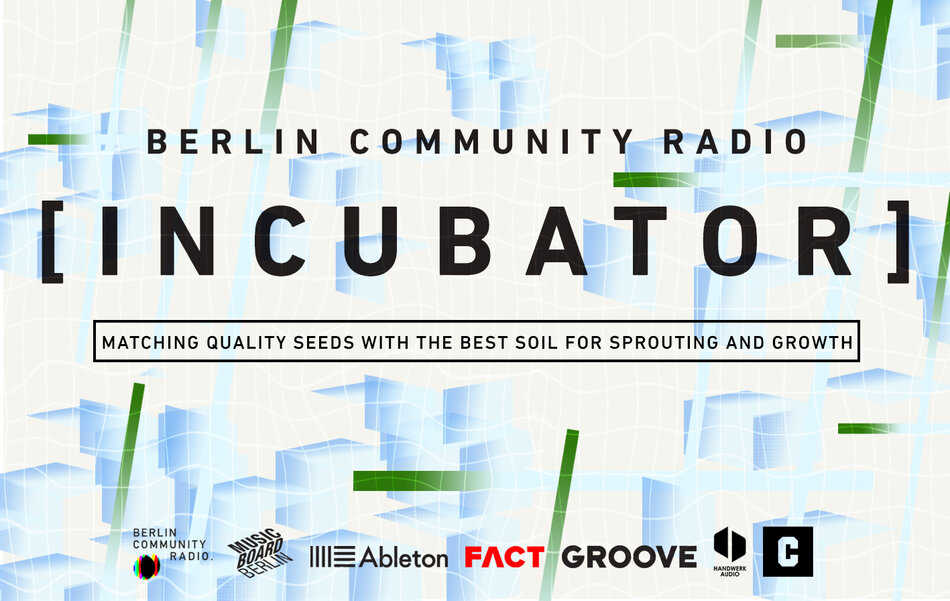 BERLIN COMMUNITY RADIO
[INCUBATOR]
MATCHING QUALITY SEEDS WITH THE BEST SOIL FOR SPROUTING AND GROWTH
BERLIN
COMMUNITY
RADIO.
MUSIC
BOARD
BERLIN
Ableton
FACT
GROOVE
HANDWERK
AUDIO
C